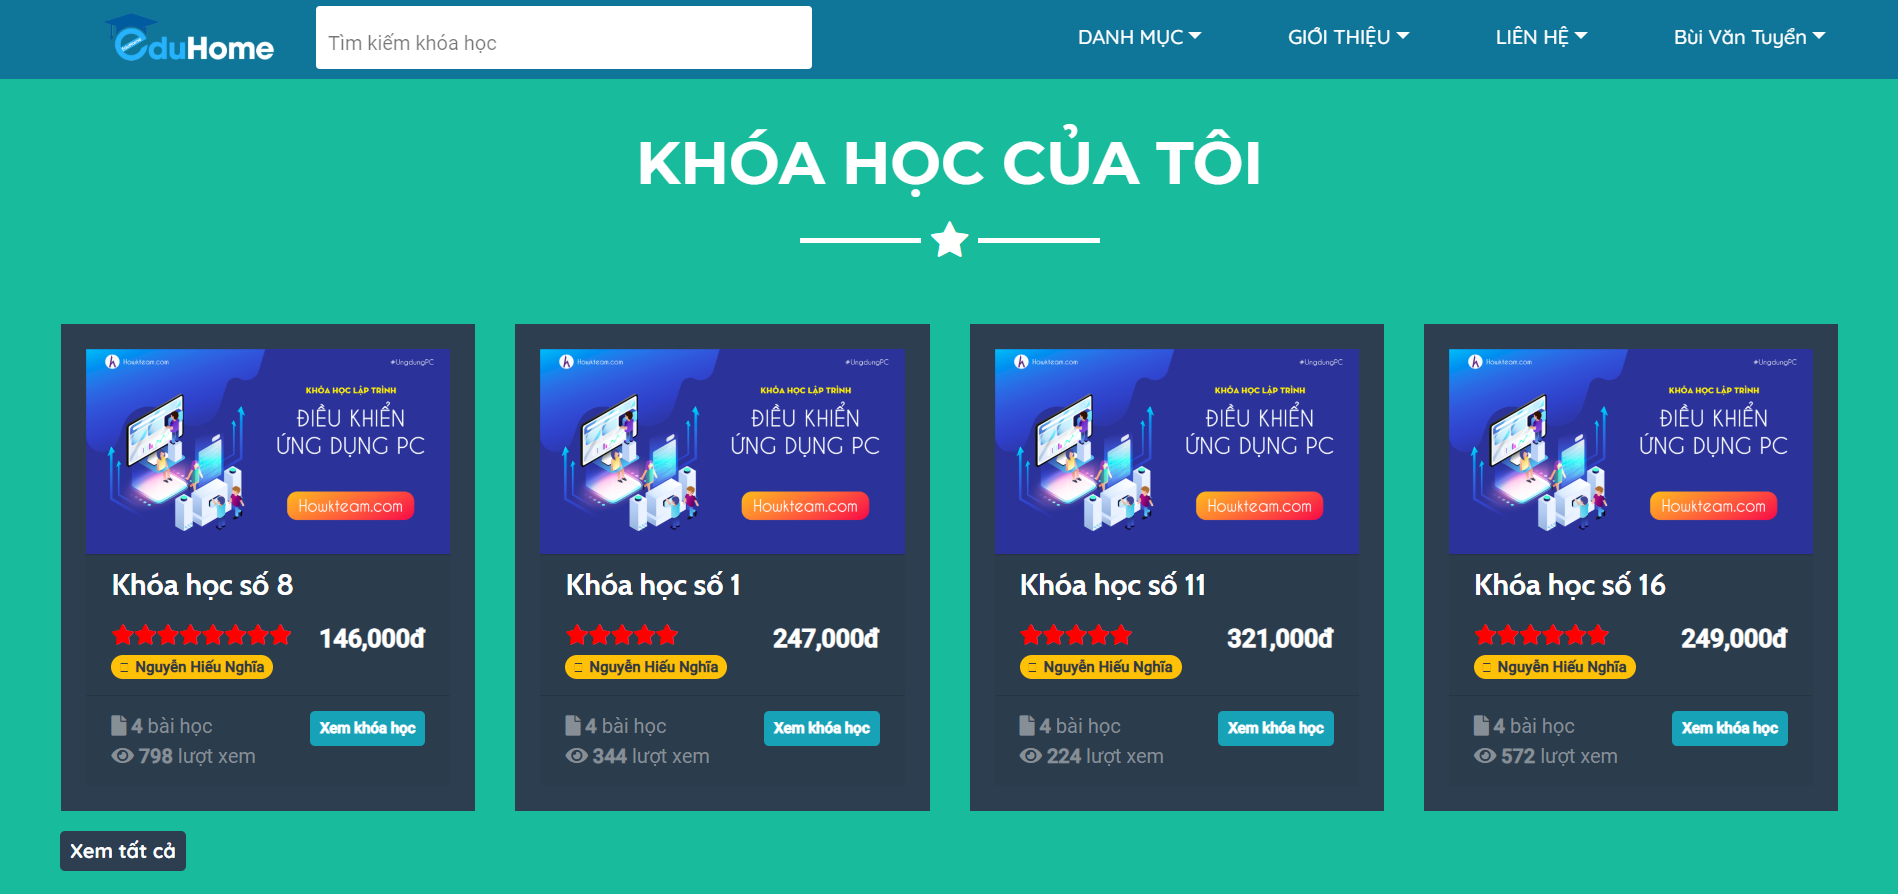 eduHome
Tìm kiếm khóa học
DANH MỤC
GIỚI THIỆU
LIÊN HỆ
Bùi Văn Tuyển
KHÓA HỌC CỦA TÔI
Howkteam.com
#UngdungPC
KHÓA HỌC LẬP TRÌNH
ĐIỀU KHIỂN
ỨNG DỤNG PC
Howkteam.com
Khóa học số 8
146,000đ
Nguyễn Hiếu Nghĩa
4 bài học
Xem khóa học
798 lượt xem
Howkteam.com
#UngdungPC
KHÓA HỌC LẬP TRÌNH
ĐIỀU KHIỂN
ỨNG DỤNG PC
Howkteam.com
Khóa học số 1
247,000đ
Nguyễn Hiếu Nghĩa
4 bài học
Xem khóa học
344 lượt xem
Howkteam.com
#UngdungPC
KHÓA HỌC LẬP TRÌNH
ĐIỀU KHIỂN
ỨNG DỤNG PC
Howkteam.com
Khóa học số 11
321,000đ
Nguyễn Hiếu Nghĩa
4 bài học
Xem khóa học
224 lượt xem
Howkteam.com
#UngdungPC
KHÓA HỌC LẬP TRÌNH
ĐIỀU KHIỂN
ỨNG DỤNG PC
Howkteam.com
Khóa học số 16
249,000đ
Nguyễn Hiếu Nghĩa
4 bài học
Xem khóa học
572 lượt xem
Xem tất cả